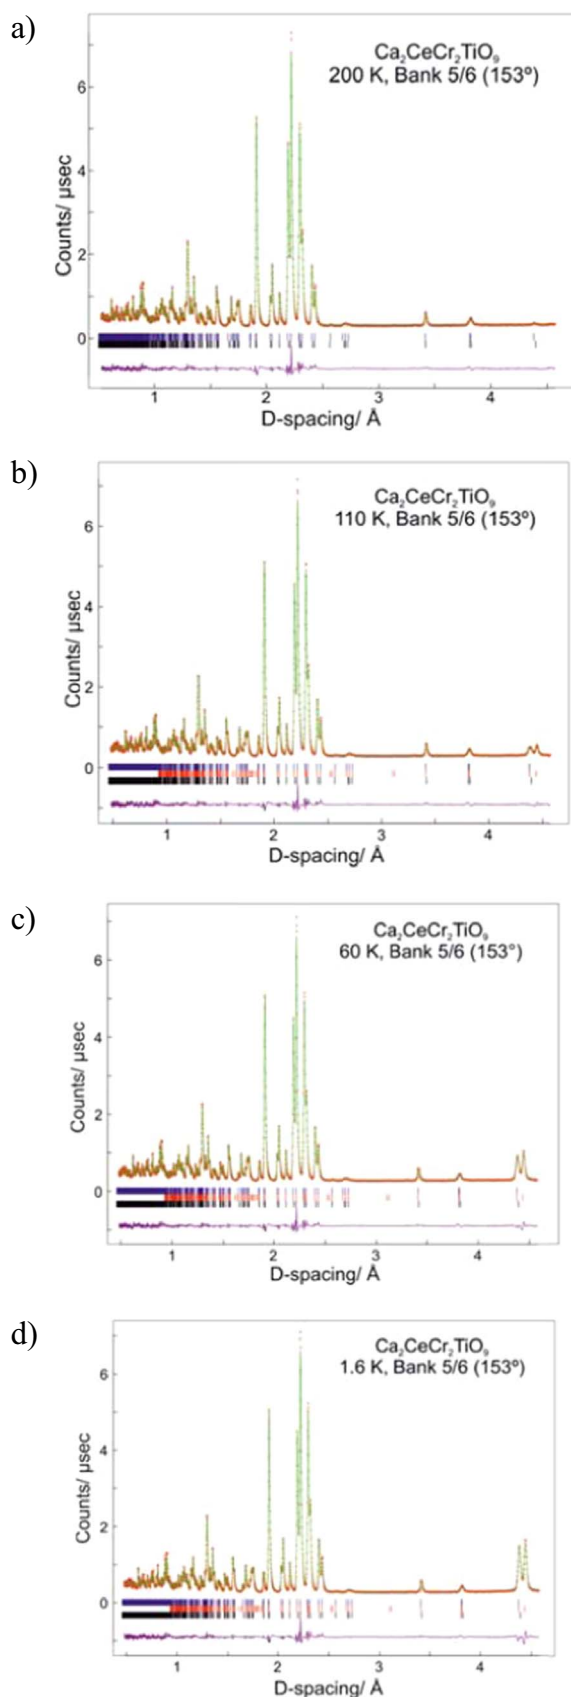 a)
Ca₂CeCr₂TiO₉
200 K, Bank 5/6 (153º)
Counts/ µsec
6
4
2
0
1
2
3
4
D-spacing/ Å
b)
Ca₂CeCr₂TiO₉
110 K, Bank 5/6 (153º)
Counts/ µsec
6
4
2
0
1
2
3
4
D-spacing/ Å
c)
Ca₂CeCr₂TiO₉
60 K, Bank 5/6 (153°)
Counts/ µsec
6
4
2
0
1
2
3
4
D-spacing/ Å
d)
Ca₂CeCr₂TiO₉
1.6 K, Bank 5/6 (153º)
Counts/ µsec
6
4
2
0
1
2
3
4
D-spacing/ Å